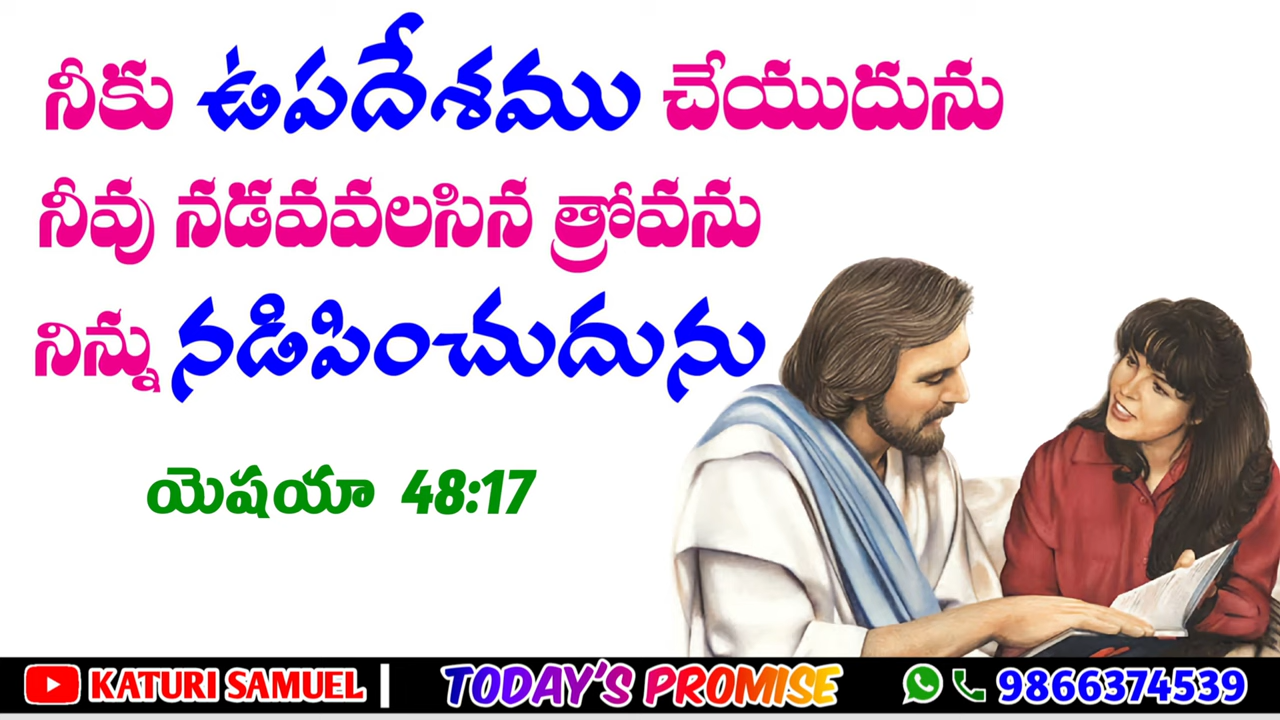 నీకు ఉపదేశము చేయుదును
నీవు నడవవలసిన త్రోవను
నిన్ను నడిపించుదును
యెషయా 48:17
KATURI SAMUEL | TODAY'S PROMISE 9866374539